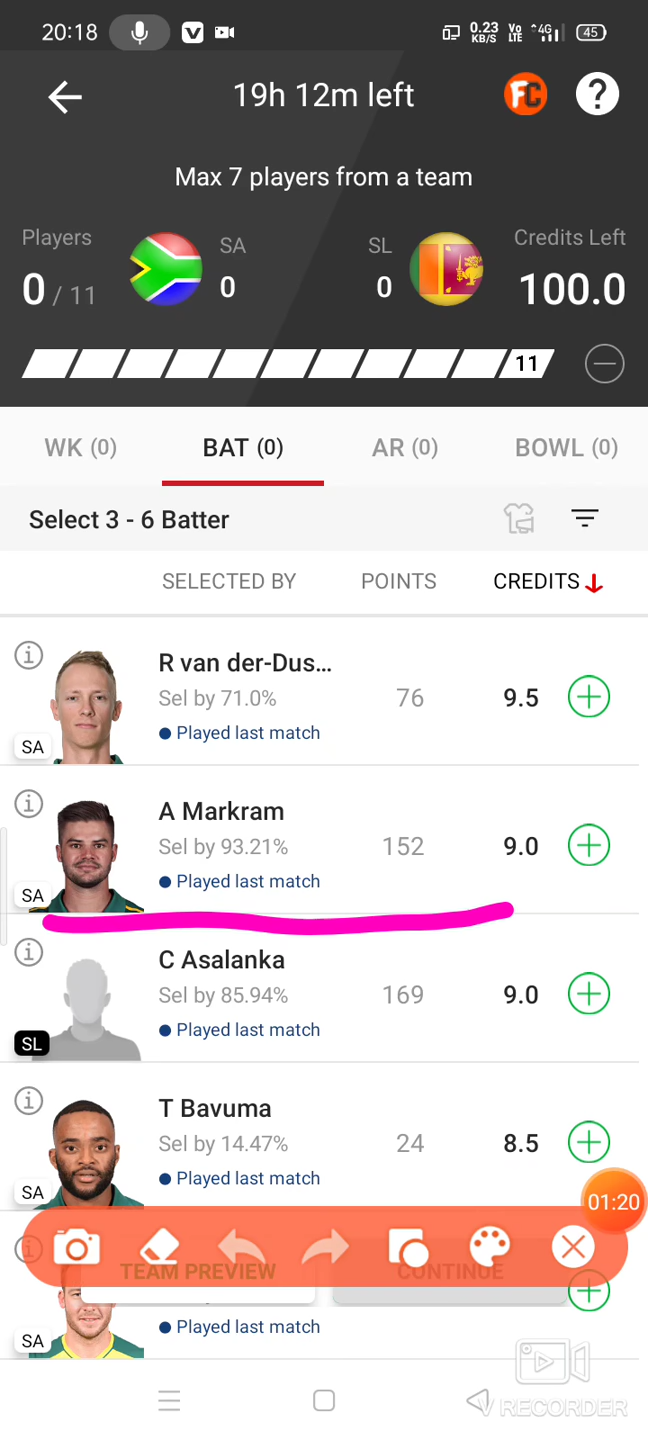 20:18
0.23 KB/S
Vo LTE
4G
45
19h 12m left
FC
?
Max 7 players from a team
Players
SA
SL
Credits Left
0 / 11
0
0
100.0
11
WK (0)
BAT (0)
AR (0)
BOWL (0)
Select 3 - 6 Batter
SELECTED BY
POINTS
CREDITS
R van der-Dus...
Sel by 71.0%
76
9.5
Played last match
SA
A Markram
Sel by 93.21%
152
9.0
Played last match
SA
C Asalanka
Sel by 85.94%
169
9.0
Played last match
SL
T Bavuma
Sel by 14.47%
24
8.5
Played last match
SA
01:20
TEAM PREVIEW
CONTINUE
Played last match
SA
V RECORDER